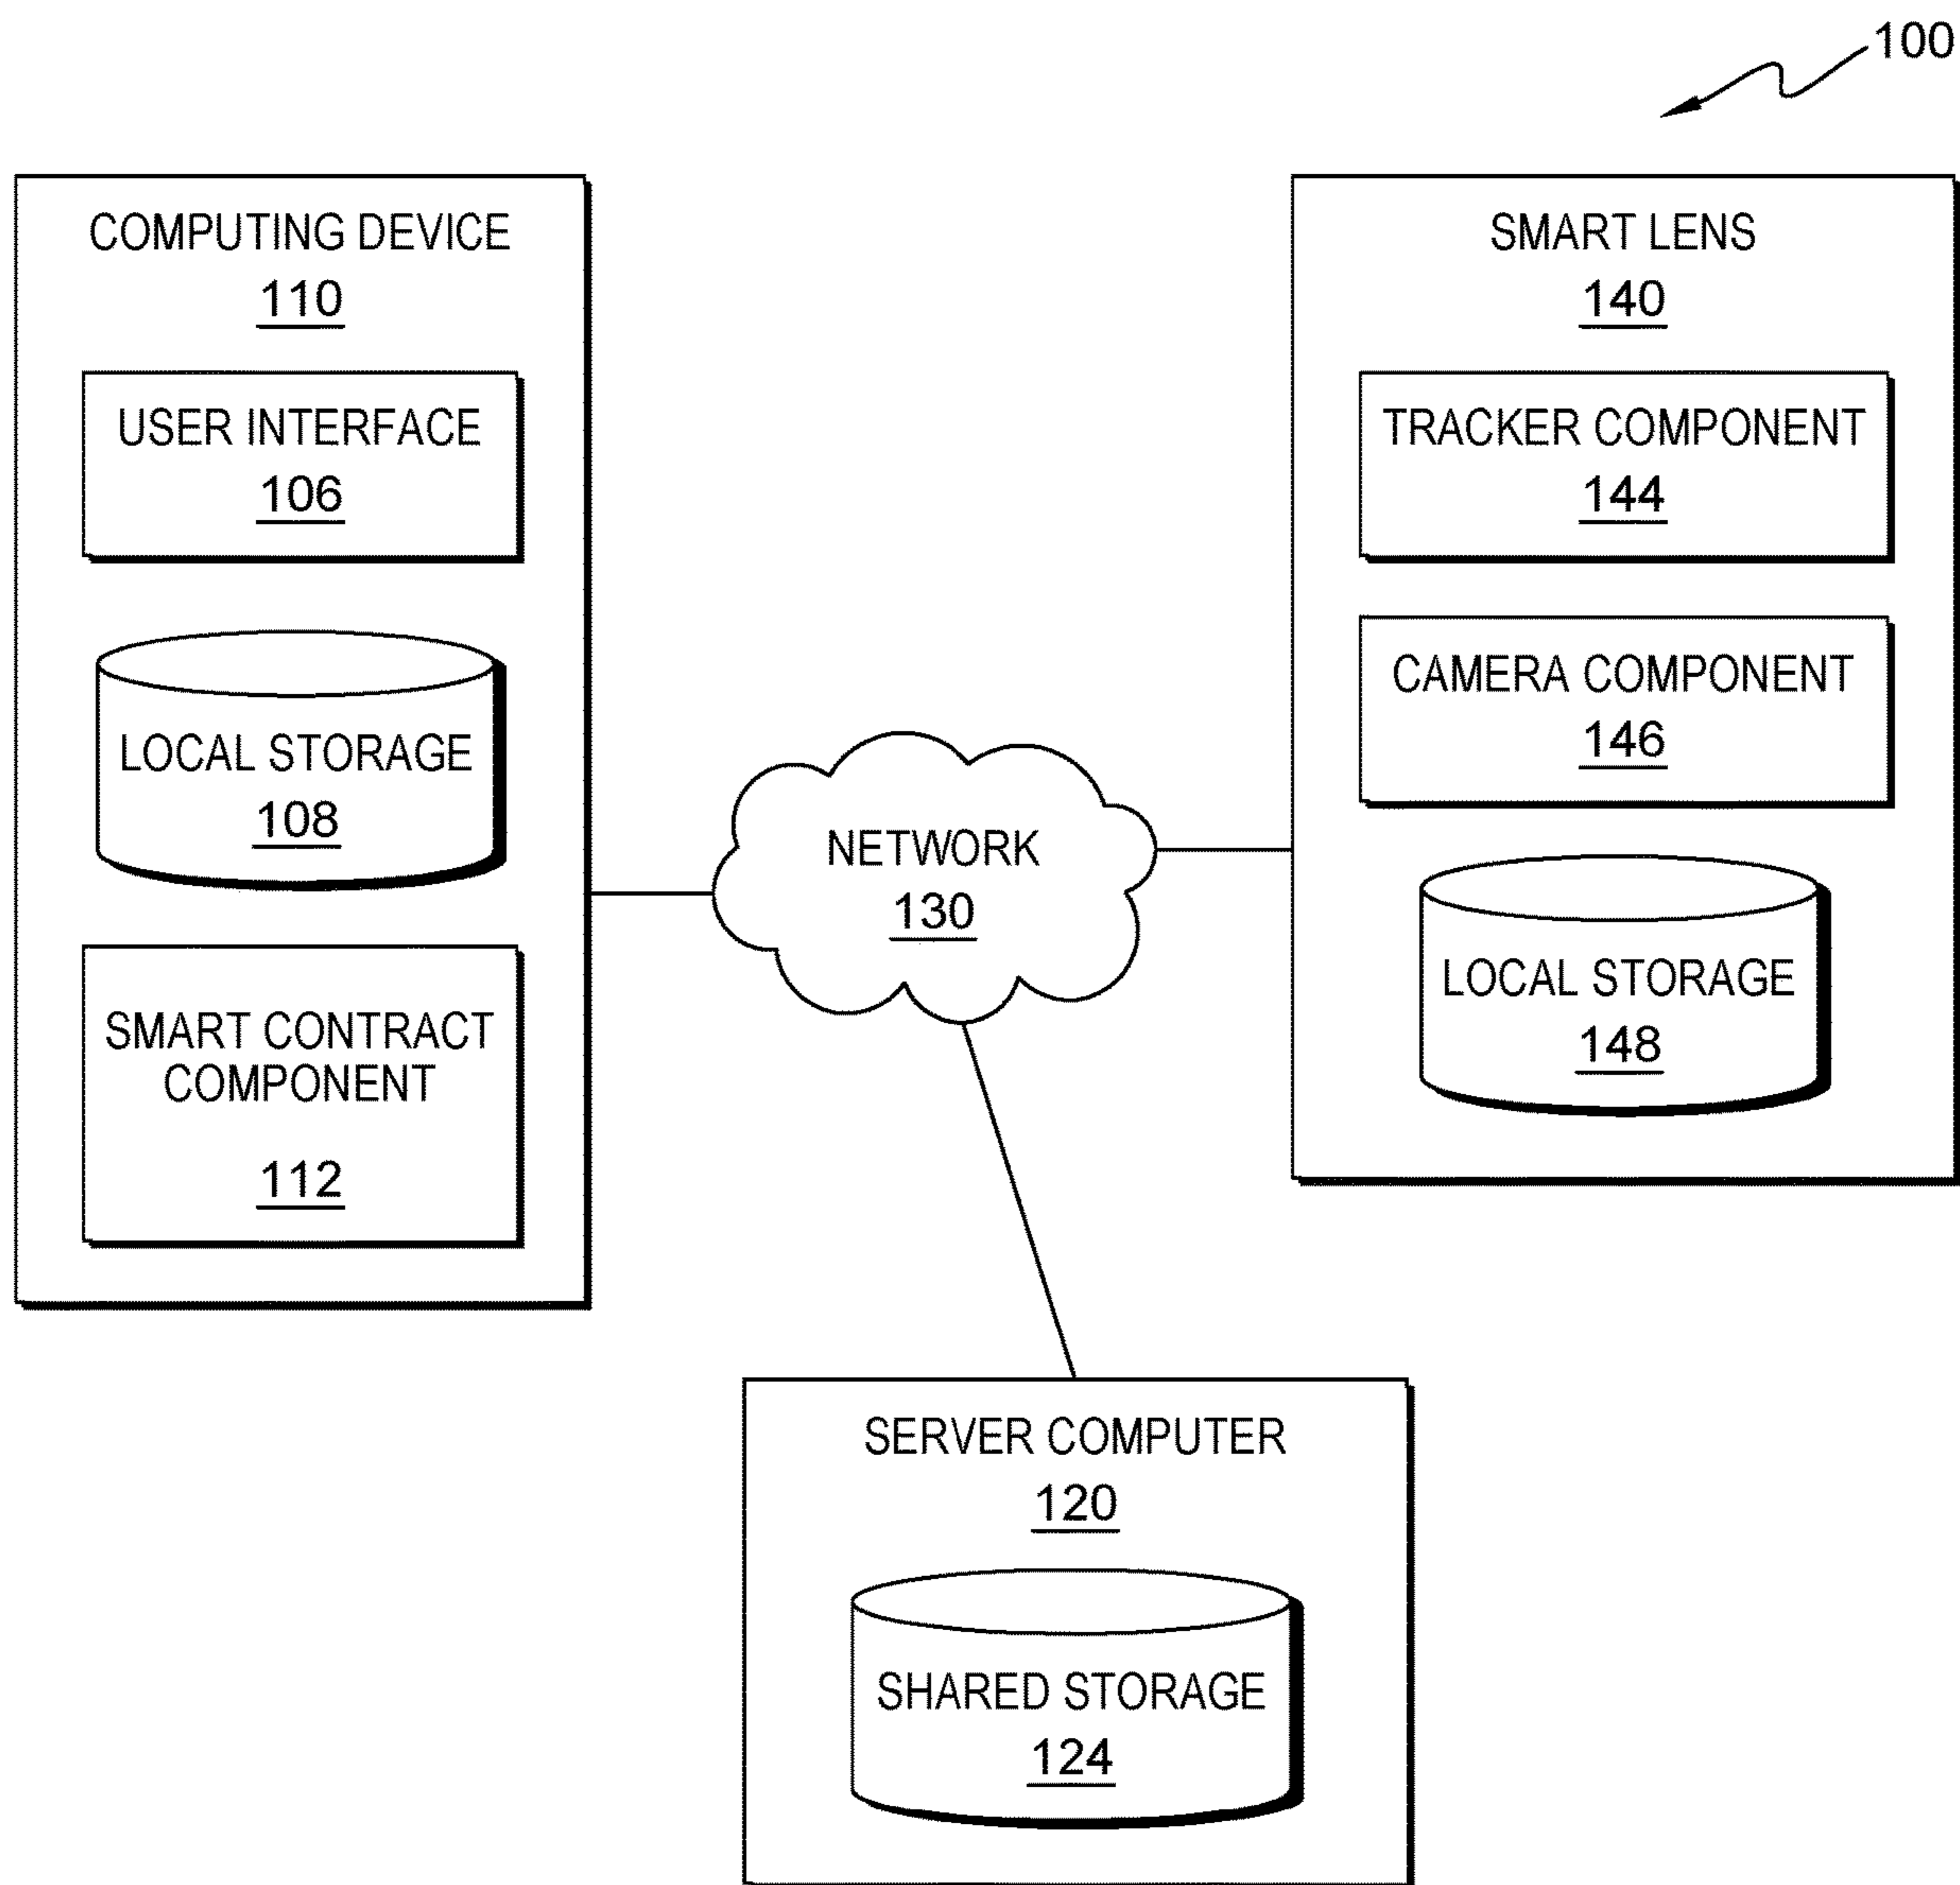 100
COMPUTING DEVICE
110
USER INTERFACE
106
LOCAL STORAGE
108
SMART CONTRACT
COMPONENT
112
NETWORK
130
SMART LENS
140
TRACKER COMPONENT
144
CAMERA COMPONENT
146
LOCAL STORAGE
148
SERVER COMPUTER
120
SHARED STORAGE
124